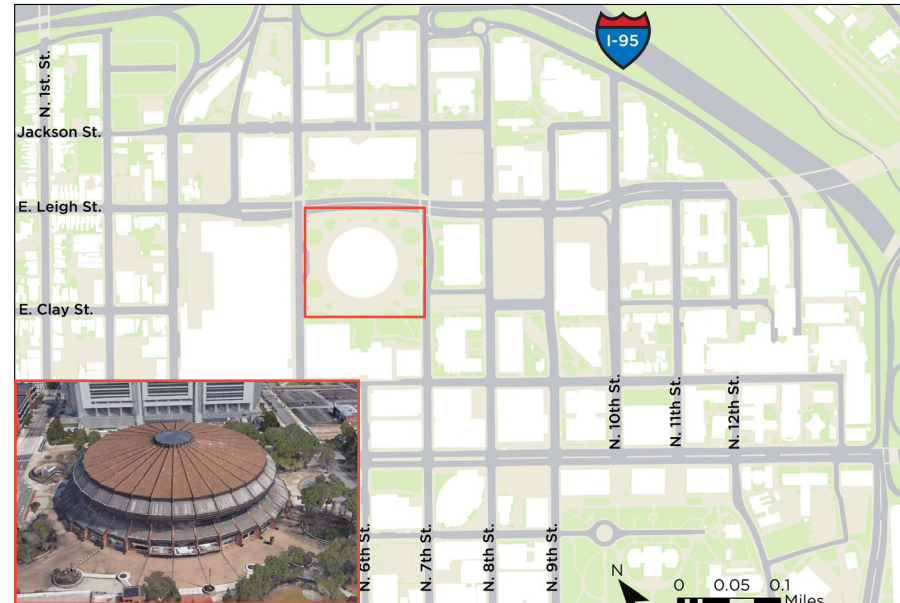 I-95
N. 1st. St.
Jackson St.
E. Leigh St.
E. Clay St.
N. 10th St.
N. 11th St.
N. 12th St.
N. 6th St.
N. 7th St.
N. 8th St.
N. 9th St.
N
0 0.05 0.1
Miles